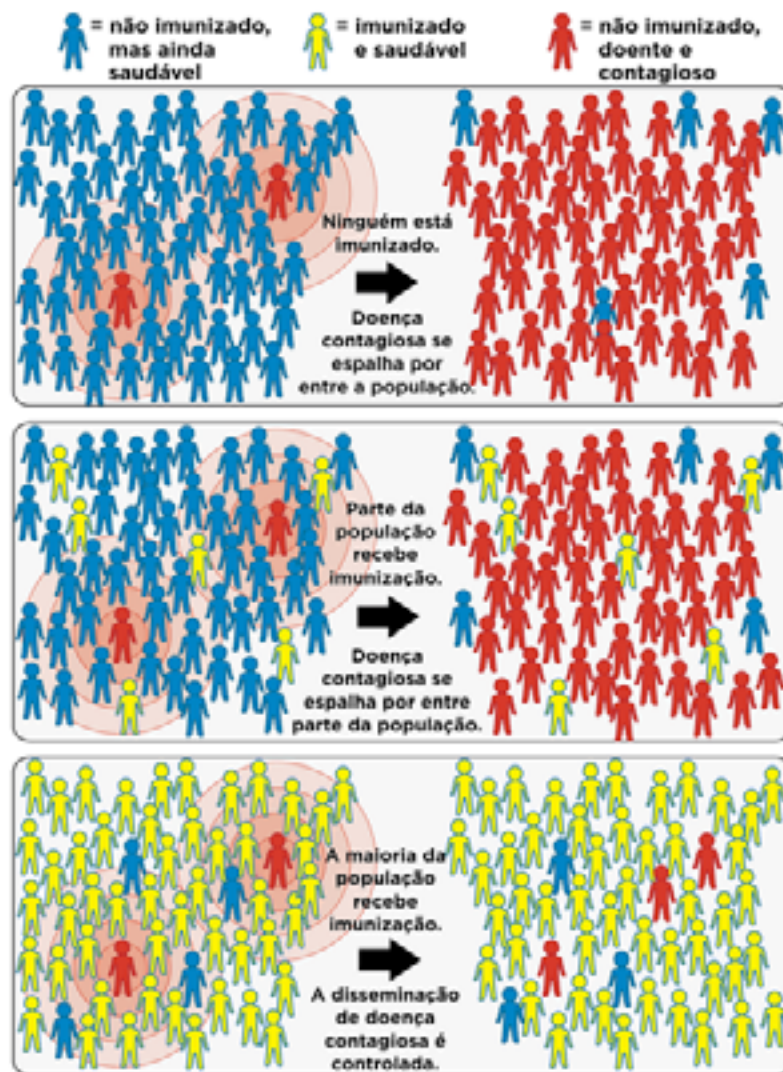 = não imunizado,
mas ainda
saudável
= imunizado
e saudável
= não imunizado,
doente e
contagioso
Ninguém está
imunizado.
Doença
contagiosa se
espalha por
entre a população.
Parte da
população
recebe
imunização.
Doença
contagiosa se
espalha por entre
parte da população.
A maioria da
população
recebe
imunização.
A disseminação
de doença
contagiosa é
controlada.